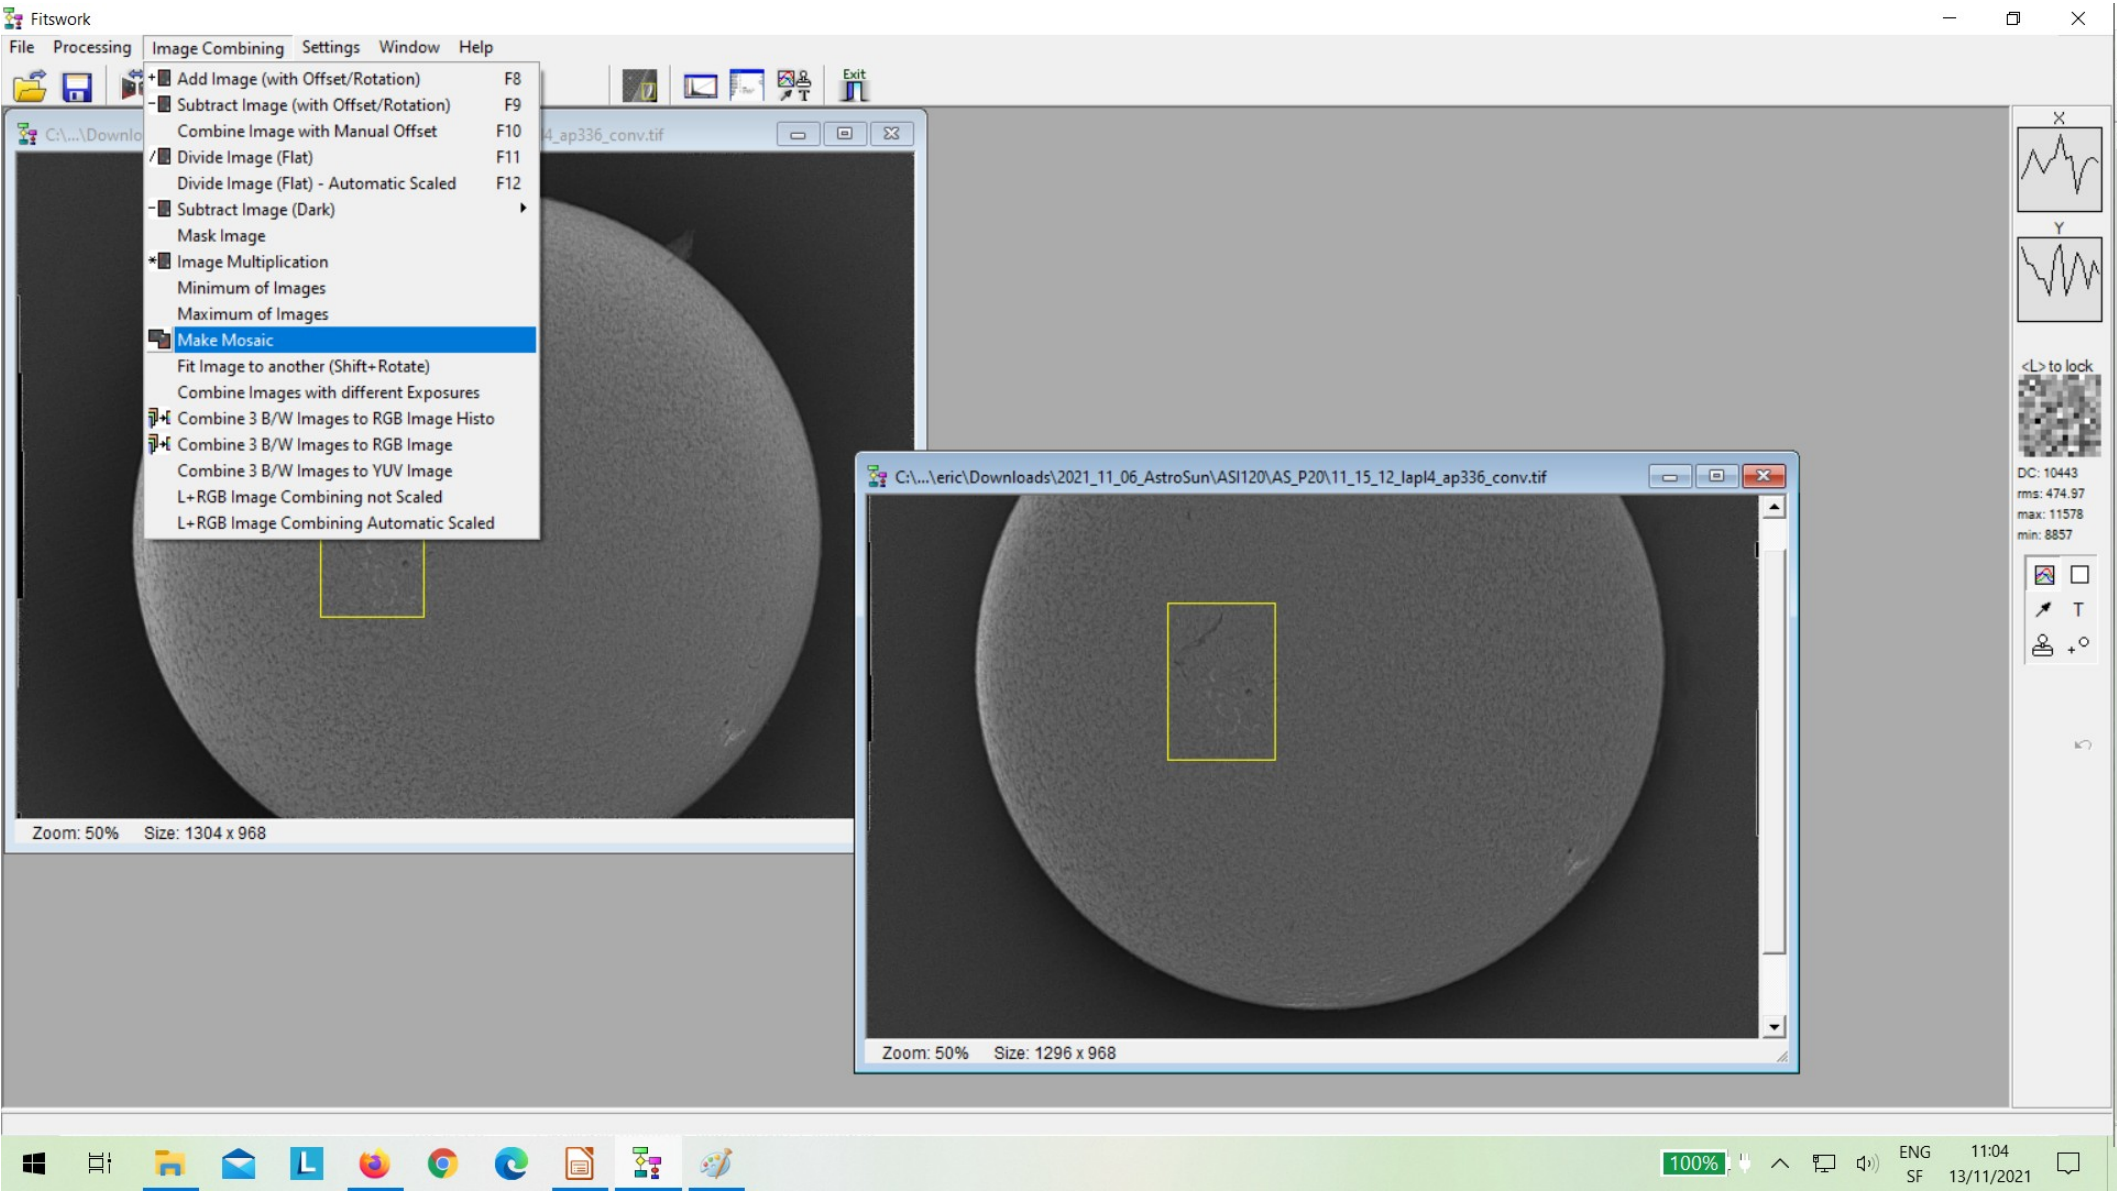 Fitswork
File Processing Image Combining Settings Window Help
Exit
Add Image (with Offset/Rotation) F8
Subtract Image (with Offset/Rotation) F9
Combine Image with Manual Offset F10
Divide Image (Flat) F11
Divide Image (Flat) - Automatic Scaled F12
Subtract Image (Dark)
Mask Image
Image Multiplication
Minimum of Images
Maximum of Images
Make Mosaic
Fit Image to another (Shift+Rotate)
Combine Images with different Exposures
Combine 3 B/W Images to RGB Image Histo
Combine 3 B/W Images to RGB Image
Combine 3 B/W Images to YUV Image
L+RGB Image Combining not Scaled
L+RGB Image Combining Automatic Scaled
C:\...\Downlo
4_ap336_conv.tif
Zoom: 50% Size: 1304 x 968
C:\...\eric\Downloads\2021_11_06_AstroSun\ASI120\AS_P20\11_15_12_lapl4_ap336_conv.tif
Zoom: 50% Size: 1296 x 968
X
Y
<L> to lock
DC: 10443
rms: 474.97
max: 11578
min: 8857
T
100%
ENG
SF
11:04
13/11/2021